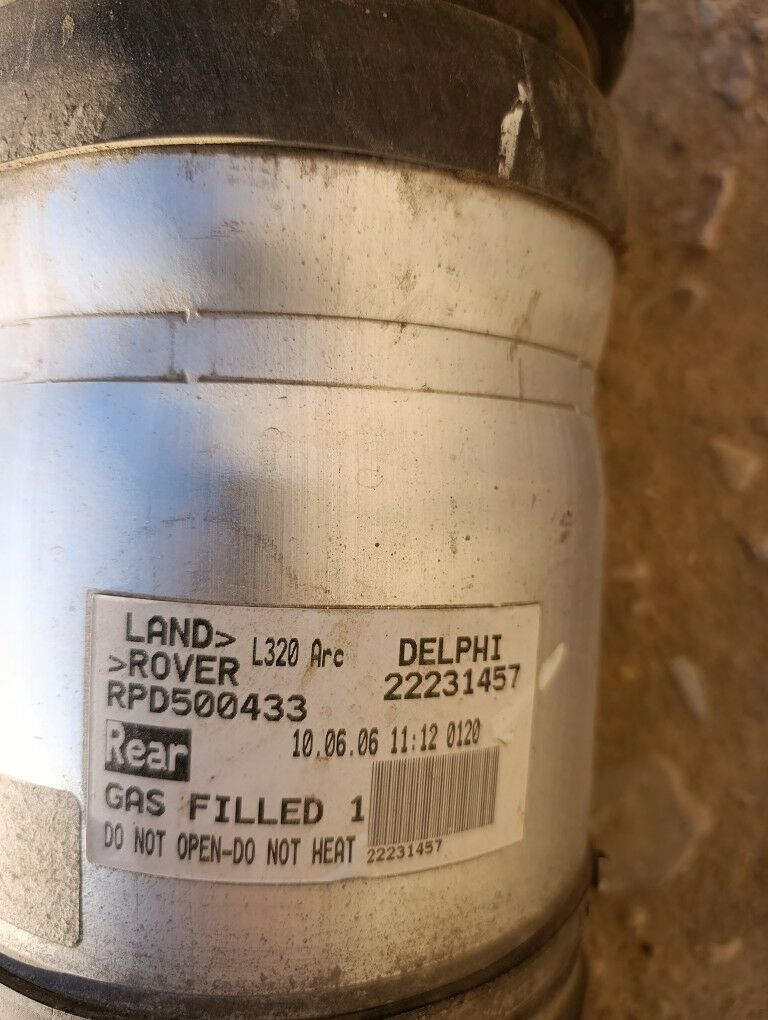 LAND>
>ROVER L320 Arc DELPHI
RPD500433 22231457
Rear 10.06.06 11:12 0120
GAS FILLED 1
DO NOT OPEN-DO NOT HEAT 22231457